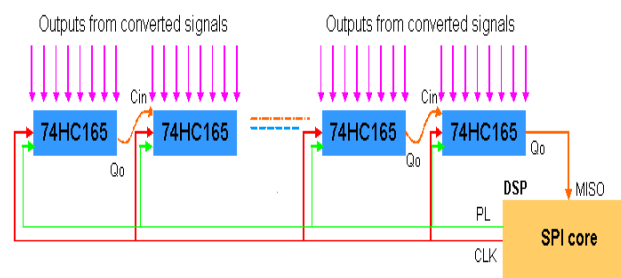 Outputs from converted signals
Outputs from converted signals
Cin
Cin
74HC165
74HC165
74HC165
74HC165
Qo
Qo
Qo
DSP
MISO
PL
SPI core
CLK